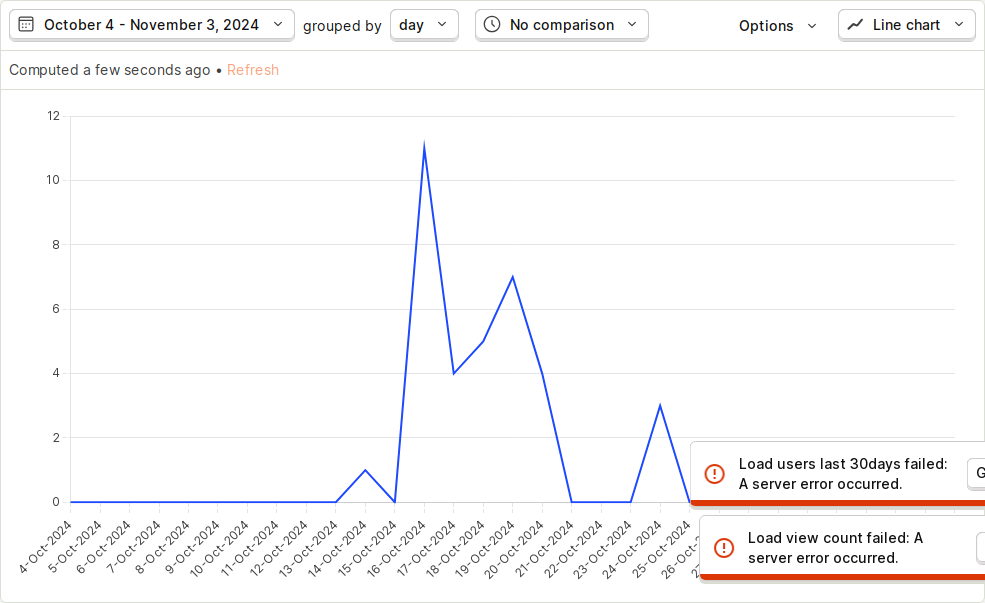 October 4 - November 3, 2024 grouped by day No comparison Options Line chart
Computed a few seconds ago • Refresh
12
10
8
6
4
2
0
Load users last 30days failed:
A server error occurred.
Load view count failed: A
server error occurred.
4-Oct-2024
5-Oct-2024
6-Oct-2024
7-Oct-2024
8-Oct-2024
9-Oct-2024
10-Oct-2024
11-Oct-2024
12-Oct-2024
13-Oct-2024
14-Oct-2024
15-Oct-2024
16-Oct-2024
17-Oct-2024
18-Oct-2024
19-Oct-2024
20-Oct-2024
21-Oct-2024
22-Oct-2024
23-Oct-2024
24-Oct-2024
25-Oct-2024